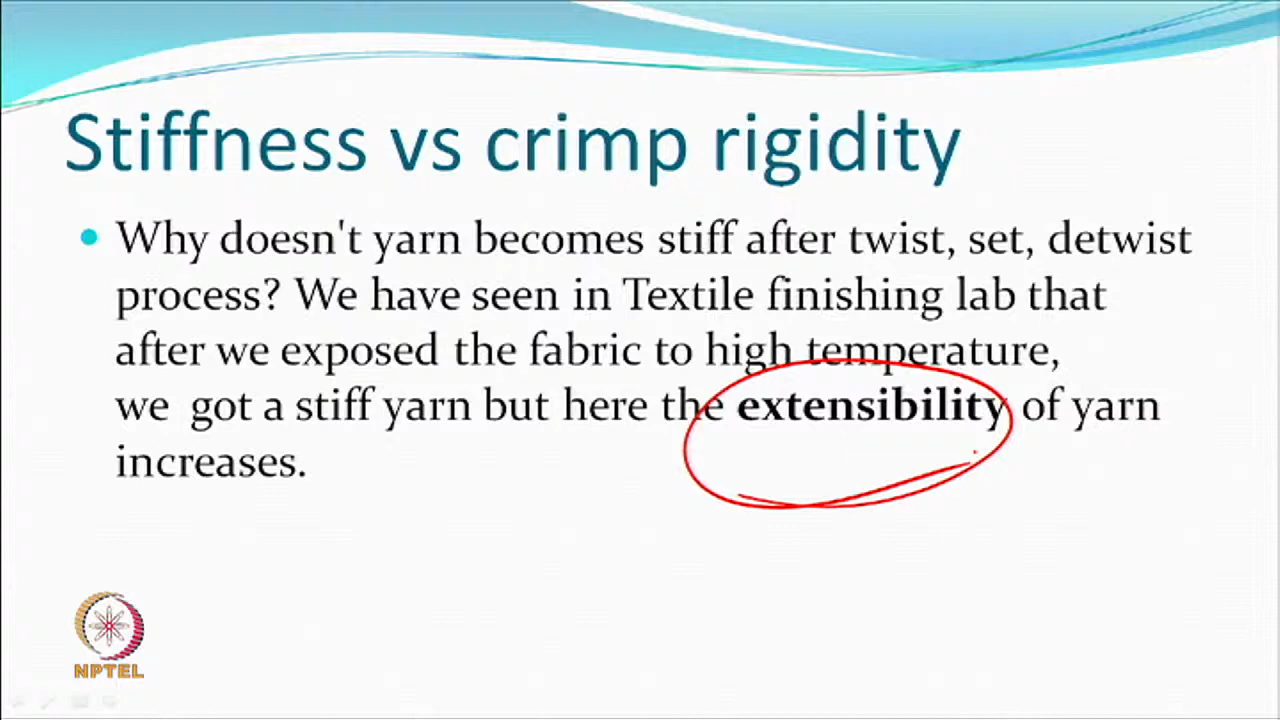 Stiffness vs crimp rigidity
Why doesn't yarn becomes stiff after twist, set, detwist
process? We have seen in Textile finishing lab that
after we exposed the fabric to high temperature,
we got a stiff yarn but here the extensibility of yarn
increases.
NPTEL